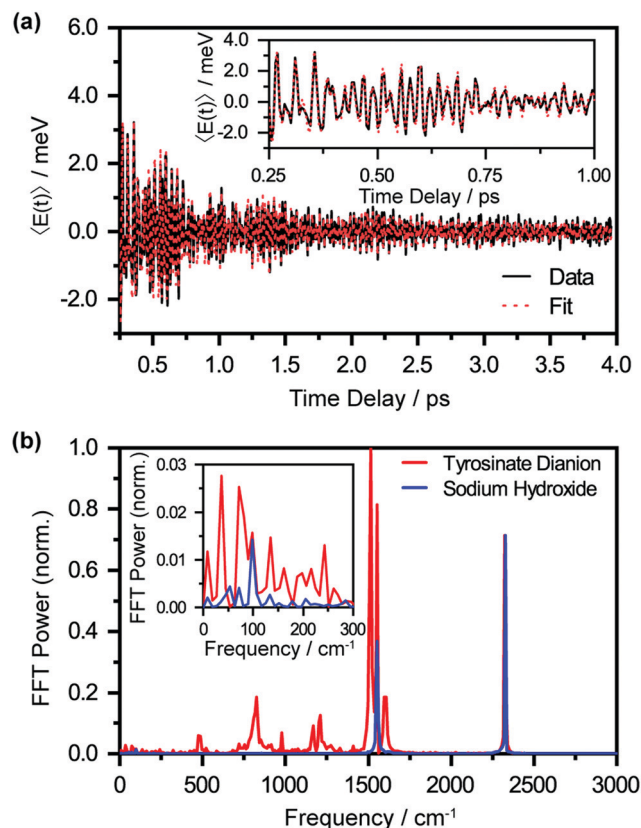 (a)
6.0
4.0
2.0
0.0
-2.0
⟨E(t)⟩ / meV
4.0
2.0
0.0
-2.0
⟨E(t)⟩ / meV
0.25 0.50 0.75 1.00
Time Delay / ps
Data
Fit
0.5 1.0 1.5 2.0 2.5 3.0 3.5 4.0
Time Delay / ps
(b)
1.0
0.8
0.6
0.4
0.2
0.0
FFT Power (norm.)
0.03
0.02
0.01
0.00
FFT Power (norm.)
0 100 200 300
Frequency / cm⁻¹
Tyrosinate Dianion
Sodium Hydroxide
0 500 1000 1500 2000 2500 3000
Frequency / cm⁻¹